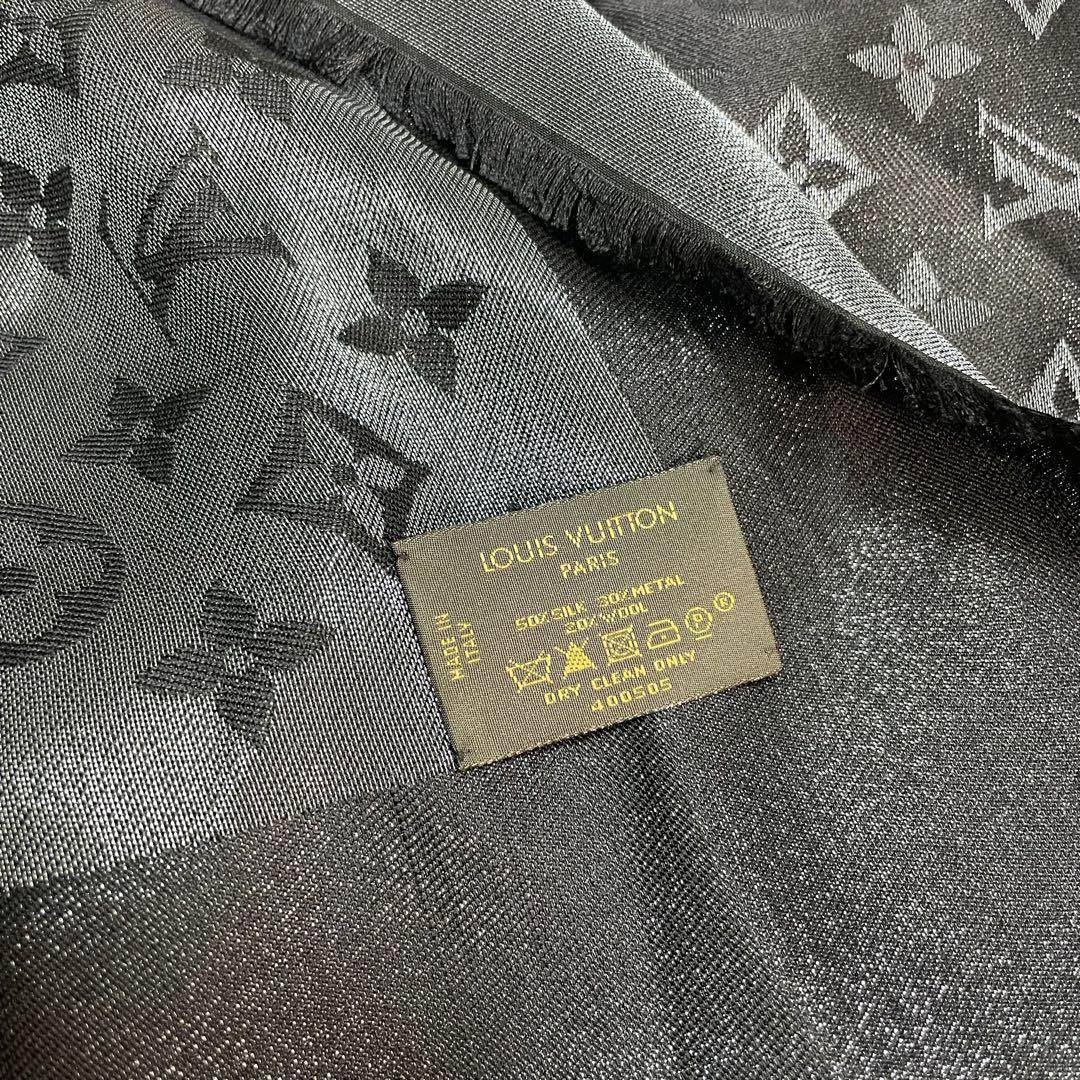 LOUIS VUITTON
PARIS
MADE IN
ITALY
50% SILK 30% METAL
20% WOOL
P ®
DRY CLEAN ONLY
400505